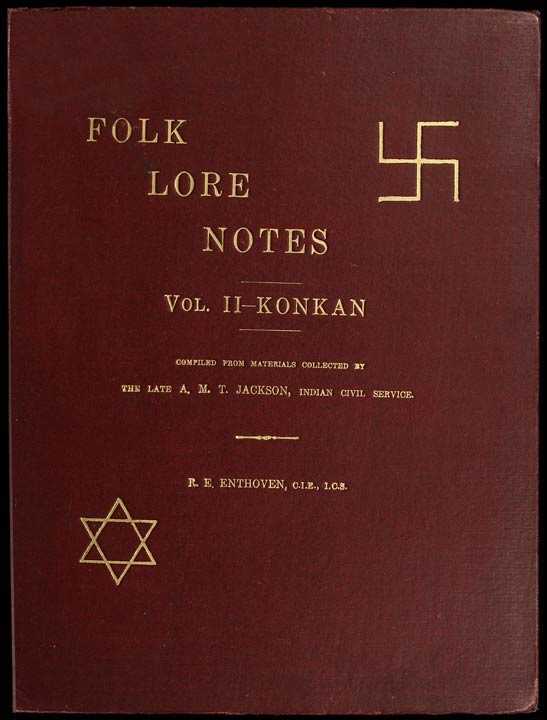 FOLK
LORE
NOTES
VOL. II—KONKAN
COMPILED FROM MATERIALS COLLECTED BY
THE LATE A. M. T. JACKSON, INDIAN CIVIL SERVICE.
R. E. ENTHOVEN, C.I.E., I.C.S.